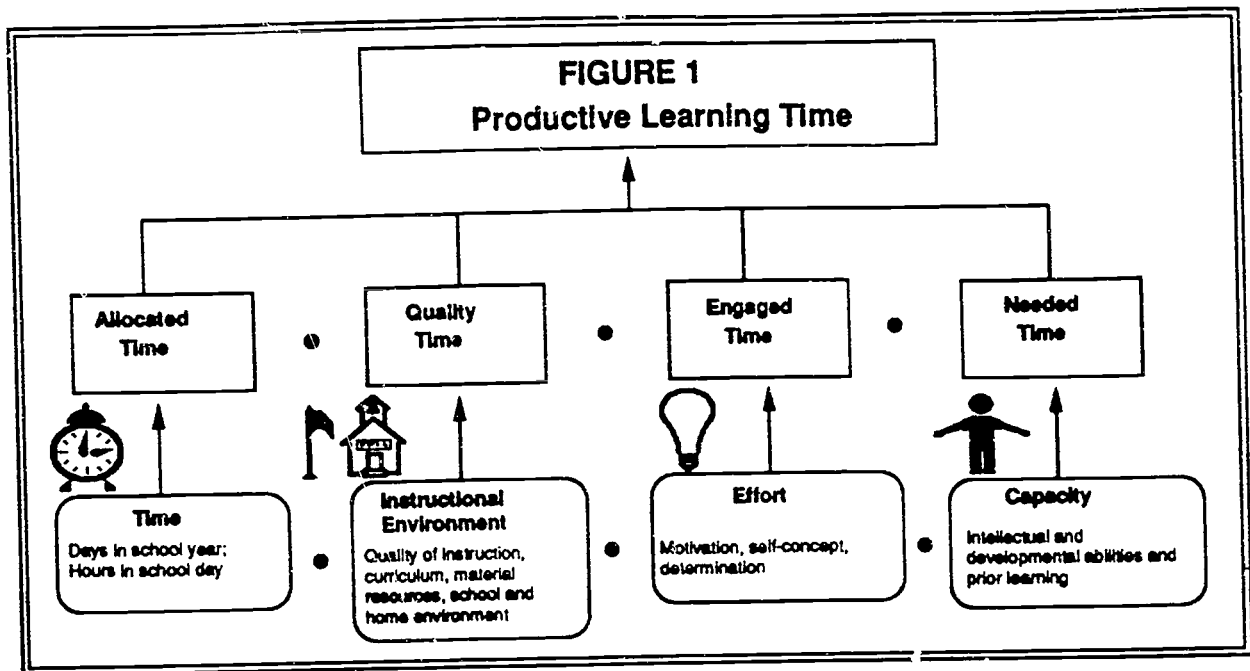 FIGURE 1
Productive Learning Time
Allocated
Time
Quality
Time
Engaged
Time
Needed
Time
Time
Days in school year;
Hours in school day
Instructional
Environment
Quality of instruction,
curriculum, material
resources, school and
home environment
Effort
Motivation, self-concept,
determination
Capacity
Intellectual and
developmental abilities and
prior learning